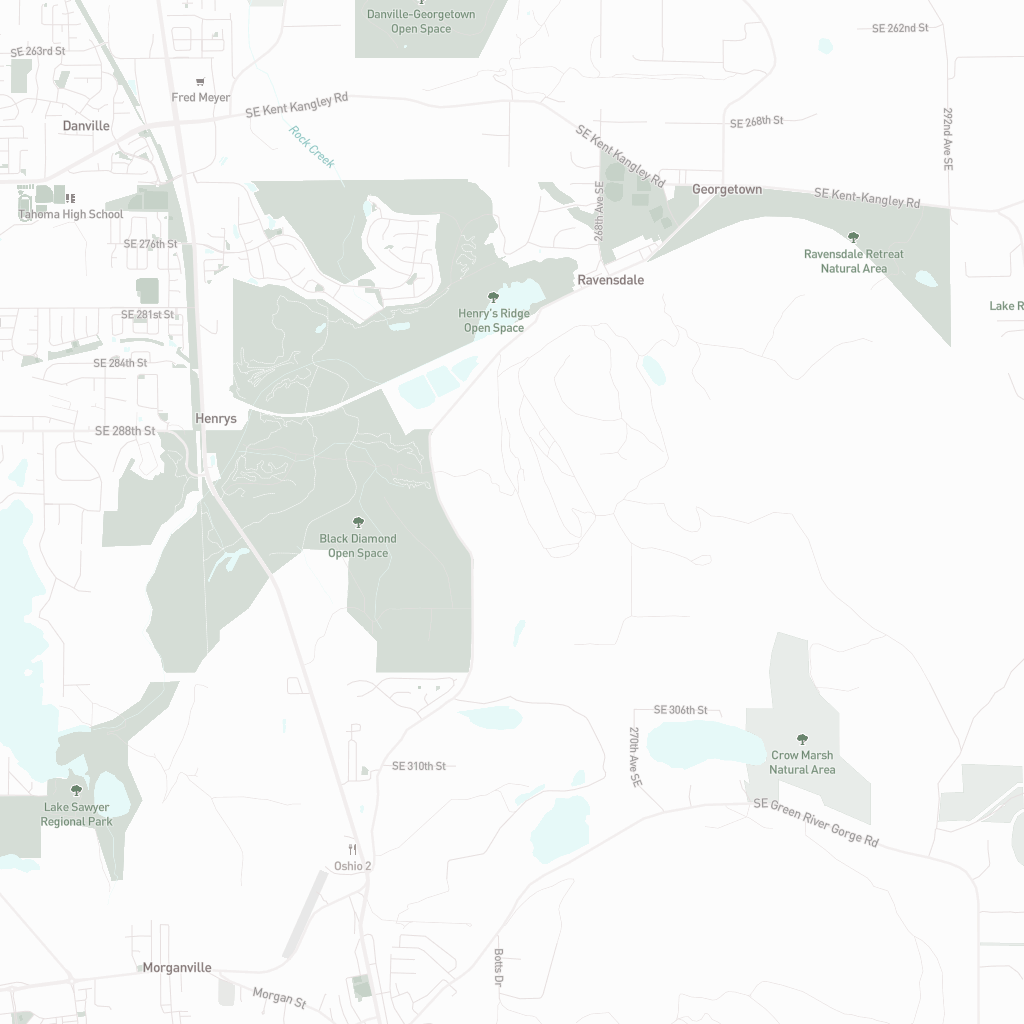 Danville-Georgetown
Open Space
SE 262nd St
SE 263rd St
Fred Meyer
SE Kent Kangley Rd
292nd Ave SE
Danville
SE 268th St
Rock Creek
SE Kent Kangley Rd
Georgetown
SE Kent-Kangley Rd
Tahoma High School
268th Ave SE
SE 276th St
Ravensdale Retreat
Natural Area
Ravensdale
SE 281st St
Henry's Ridge
Open Space
Lake R
SE 284th St
Henrys
SE 288th St
Black Diamond
Open Space
SE 306th St
270th Ave SE
Crow Marsh
Natural Area
SE 310th St
Lake Sawyer
Regional Park
SE Green River Gorge Rd
Oshio 2
Botts Dr
Morganville
Morgan St